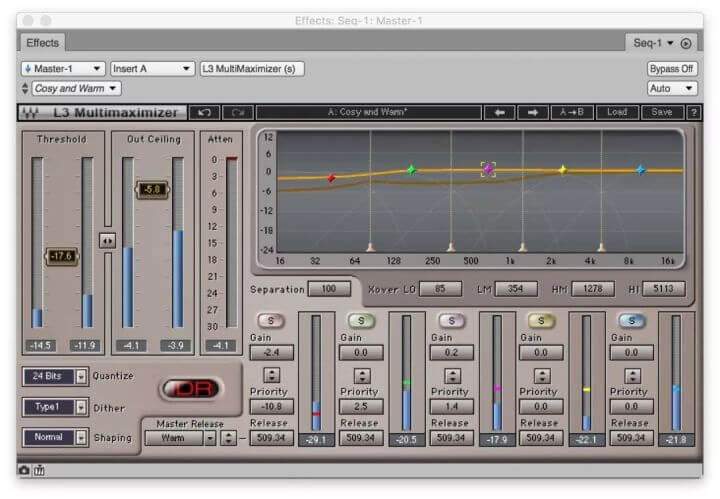 Effects: Seq-1: Master-1
Effects
Seq-1
Master-1
Insert A
L3 MultiMaximizer (s)
Bypass Off
Cosy and Warm
Auto
L3 Multimaximizer
A: Cosy and Warm*
A→B
Load
Save
?
Threshold
Out Ceiling
Atten
-17.6
-5.8
0
3
6
9
12
15
18
21
24
27
30
-14.5
-11.9
-4.1
-3.9
-4.1
12
6
0
-6
-12
-18
-24
16 32 64 128 250 500 1k 2k 4k 8k 16k
Separation 100 Xover LO 85 LM 354 HM 1278 HI 5113
S S S S S
Gain Gain Gain Gain Gain
-2.4 0.0 0.2 0.0 0.0
Priority Priority Priority Priority Priority
-10.8 2.5 1.4 0.0 0.0
Release Release Release Release Release
509.34 -29.1 509.34 -20.5 509.34 -17.9 509.34 -22.1 509.34 -21.8
24 Bits Quantize
Type1 Dither
Normal Shaping
IDR
Master Release
Warm